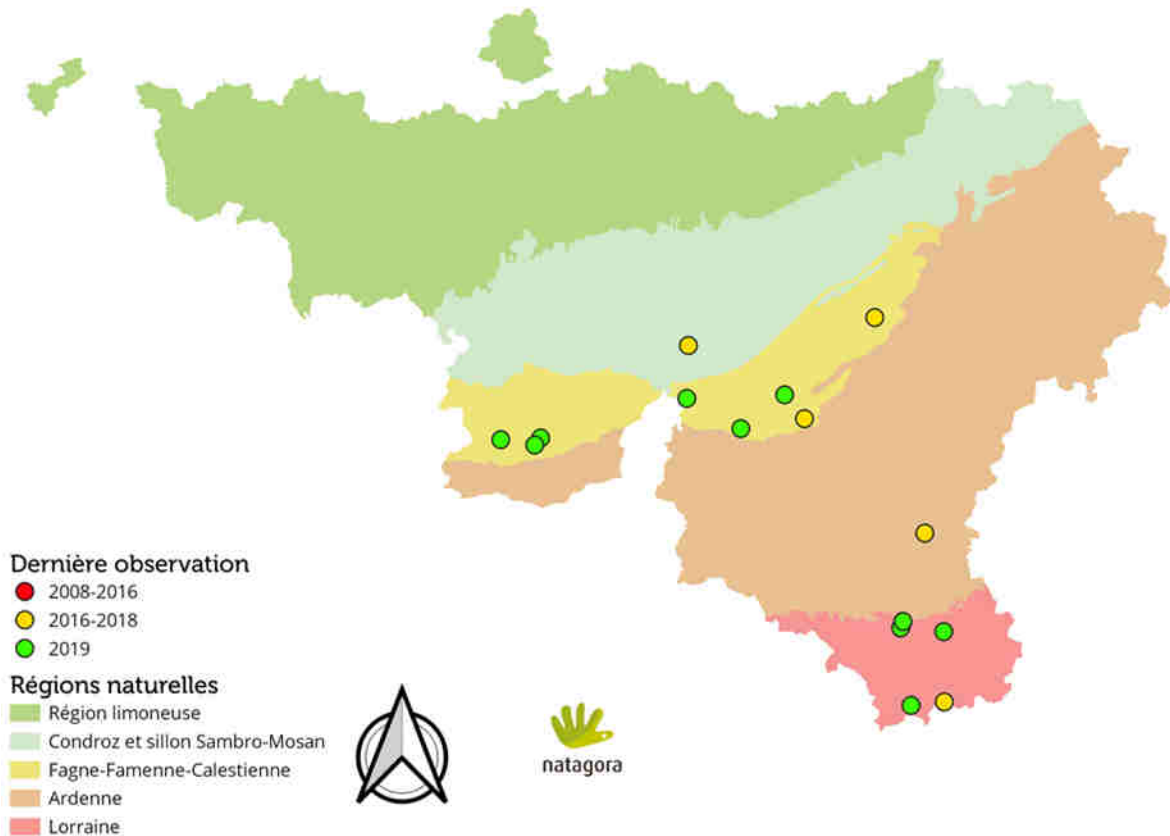 Dernière observation
2008-2016
2016-2018
2019
Régions naturelles
Région limoneuse
Condroz et sillon Sambro-Mosan
Fagne-Famenne-Calestienne
Ardenne
Lorraine
natagora